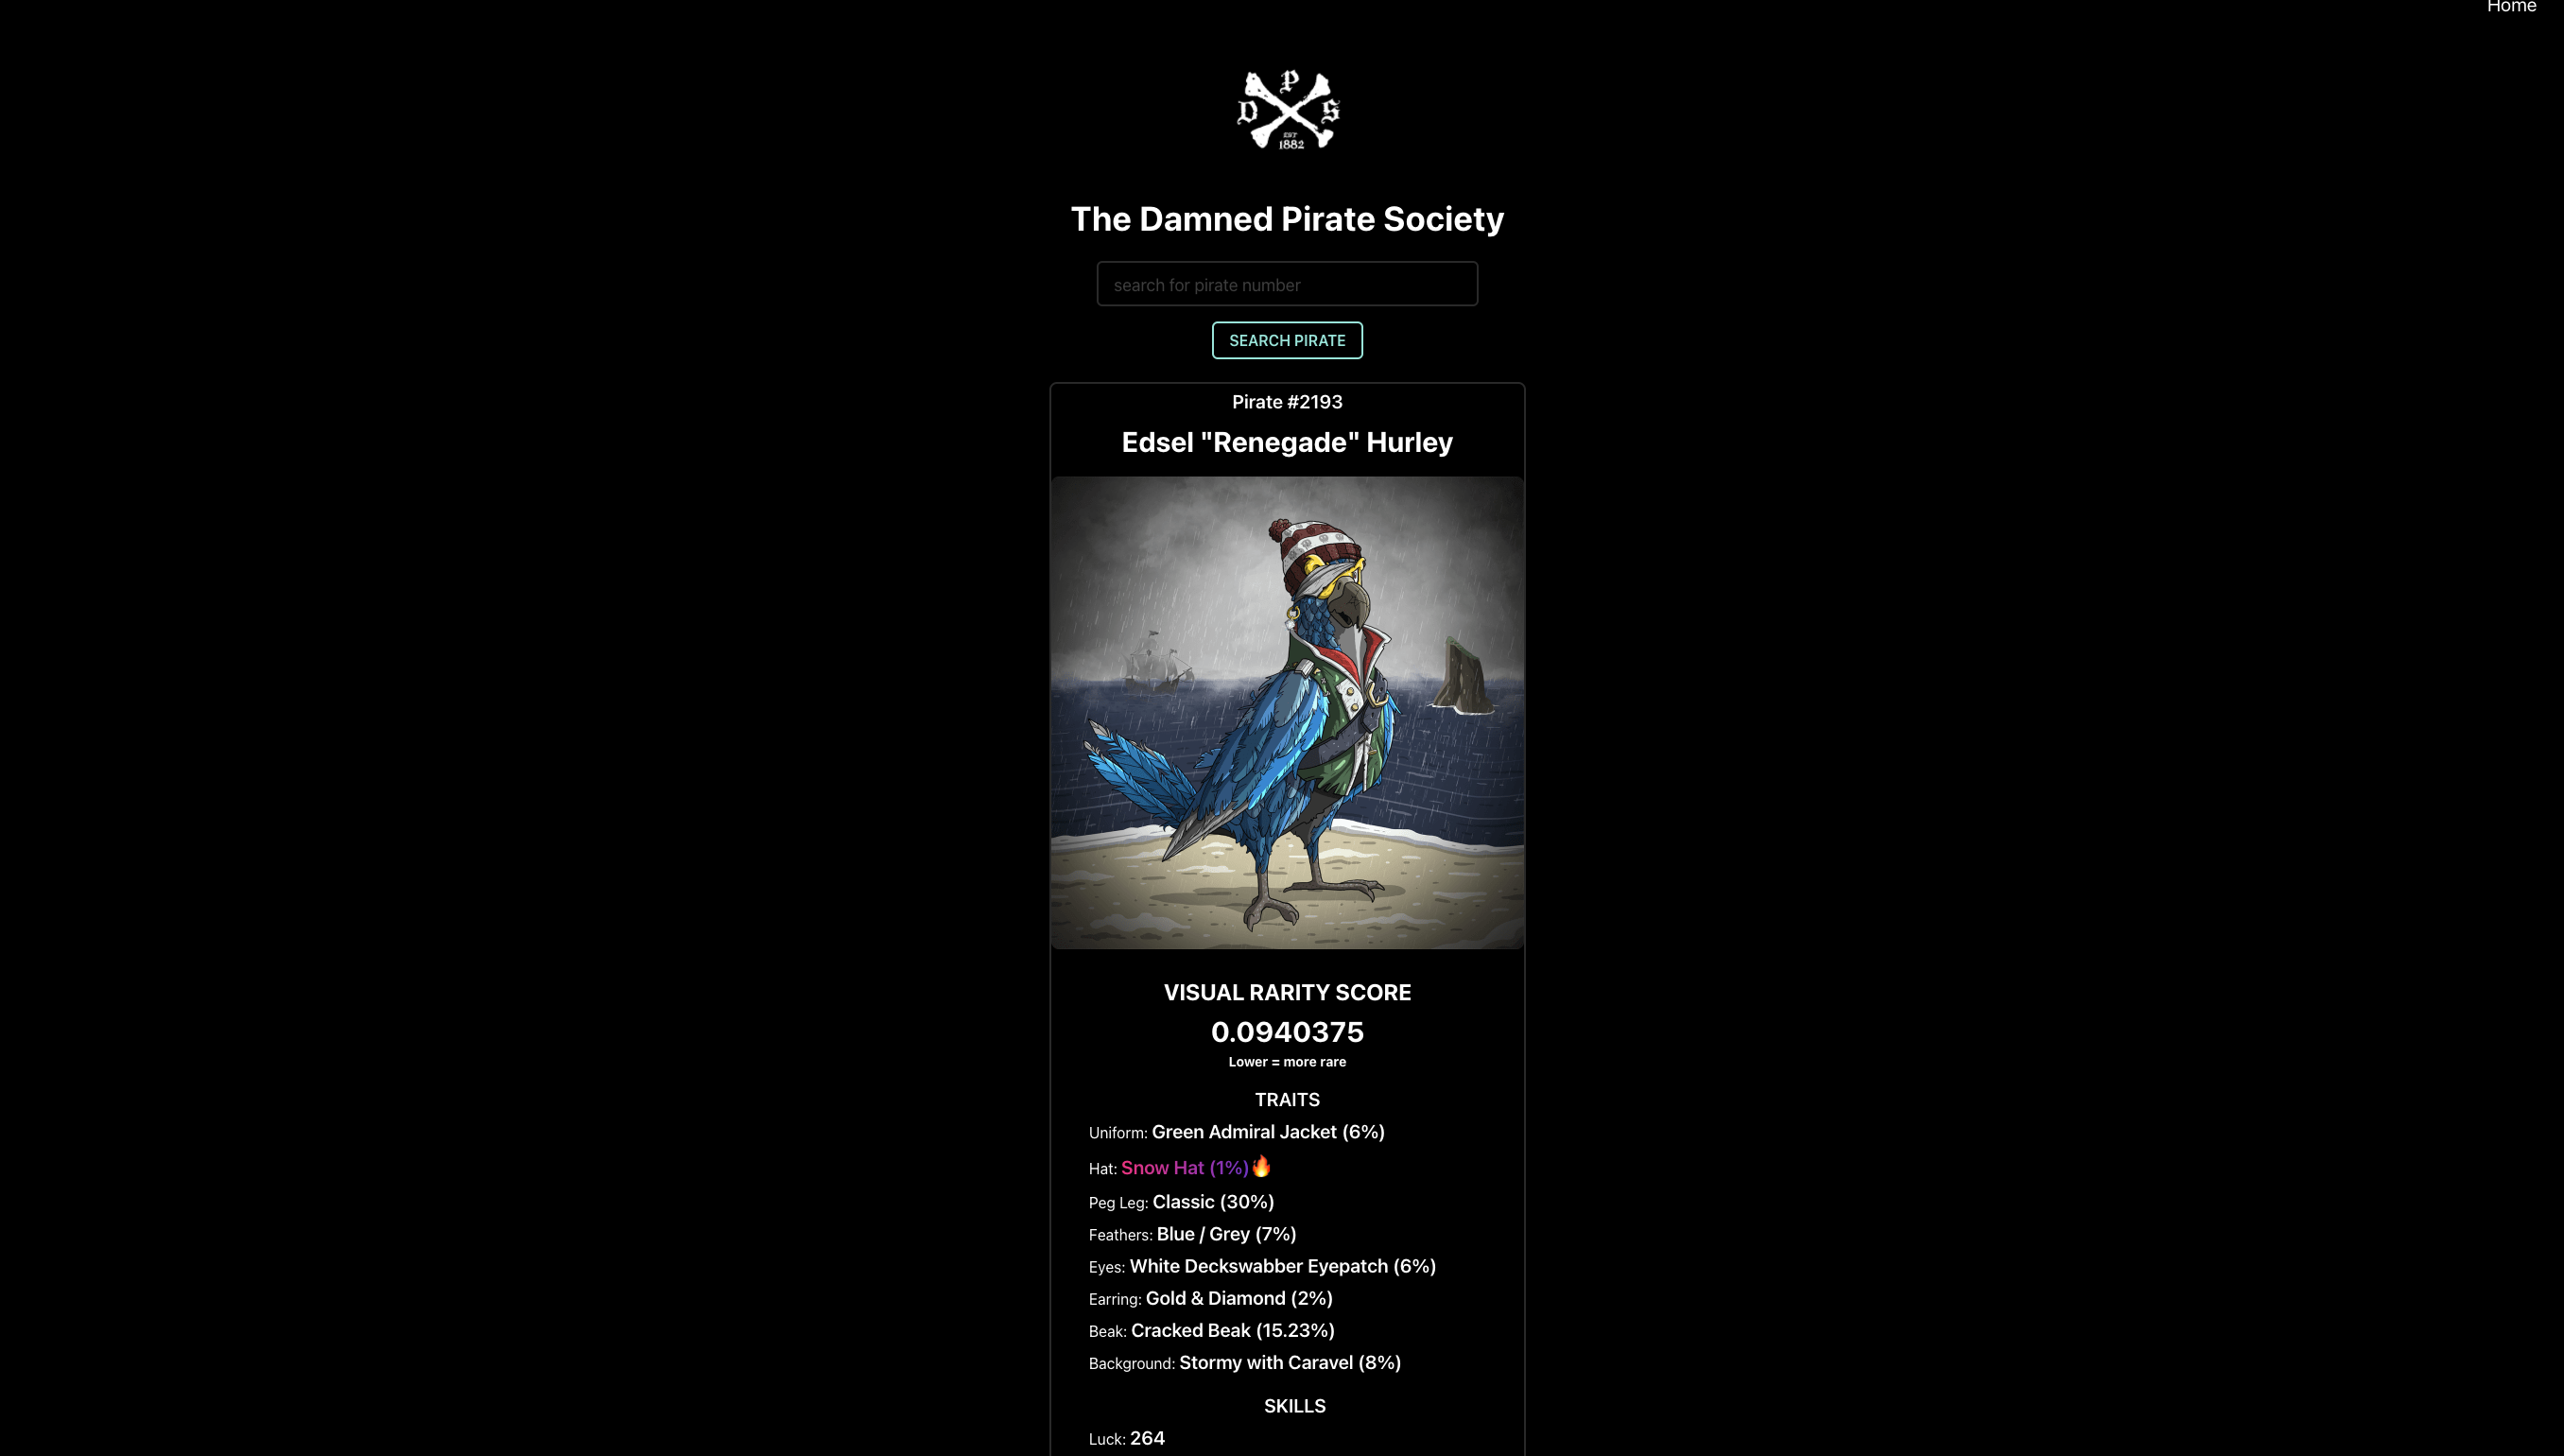 Home
P
D S
EST
1882
The Damned Pirate Society
search for pirate number
SEARCH PIRATE
Pirate #2193
Edsel "Renegade" Hurley
VISUAL RARITY SCORE
0.0940375
Lower = more rare
TRAITS
Uniform: Green Admiral Jacket (6%)
Hat: Snow Hat (1%)🔥
Peg Leg: Classic (30%)
Feathers: Blue / Grey (7%)
Eyes: White Deckswabber Eyepatch (6%)
Earring: Gold & Diamond (2%)
Beak: Cracked Beak (15.23%)
Background: Stormy with Caravel (8%)
SKILLS
Luck: 264